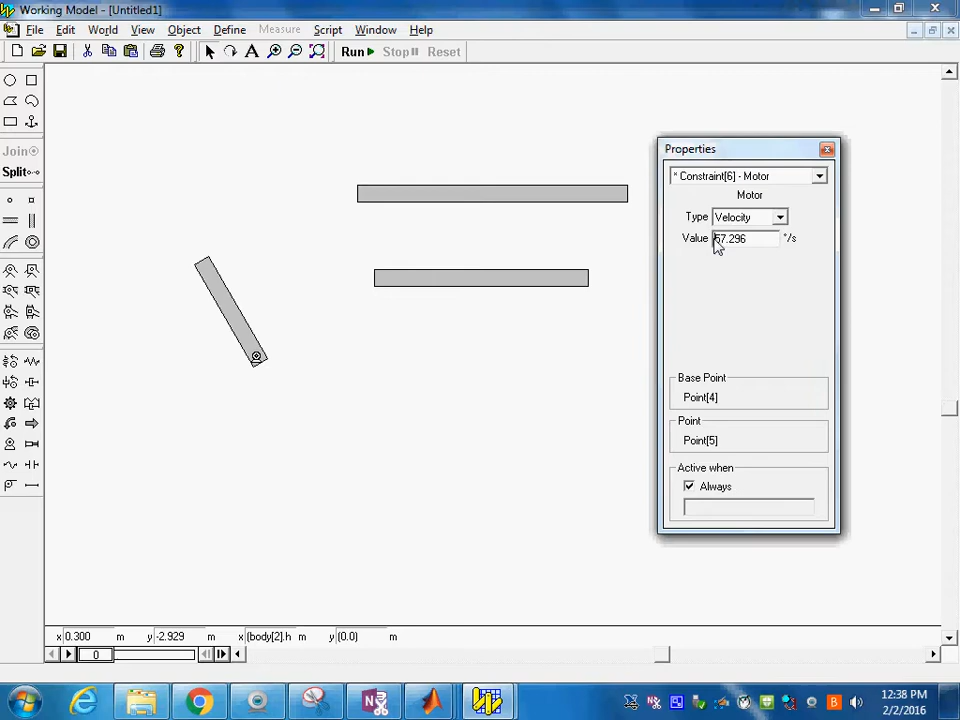 Working Model - [Untitled1]
File Edit World View Object Define Measure Script Window Help
Run Stop Reset
Join
Split
Properties
* Constraint[6] - Motor
Motor
Type Velocity
Value 57.296 °/s
Base Point
Point[4]
Point
Point[5]
Active when
Always
x 0.300 m y -2.929 m x (body[2].h m y (0.0) m
0
12:38 PM
2/2/2016